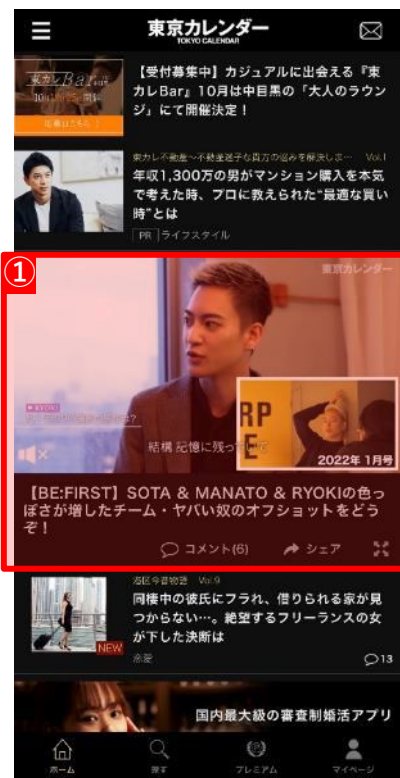 東京カレンダー
TOKYO CALENDAR
【受付募集中】カジュアルに出会える『東
カレBar』10月は中目黒の「大人のラウン
ジ」にて開催決定！
東カレBar
東カレ不動産～不動産迷子な貴方の悩みを解決しま… Vol.1
年収1,300万の男がマンション購入を本気
で考えた時、プロに教えられた“最適な買い
時”とは
PR ライフスタイル
①
東京カレンダー
RP
E
結構 記憶に残っていて
2022年 1月号
【BE:FIRST】SOTA & MANATO & RYOKIの色っ
ぽさが増したチーム・ヤバい奴のオフショットをどう
ぞ！
コメント(6) シェア
港区今昔物語 Vol.9
同棲中の彼氏にフラれ、借りられる家が見
つからない…。絶望するフリーランスの女
が下した決断は
NEW
恋愛 13
国内最大級の審査制婚活アプリ
ホーム 探す プレミアム マイページ